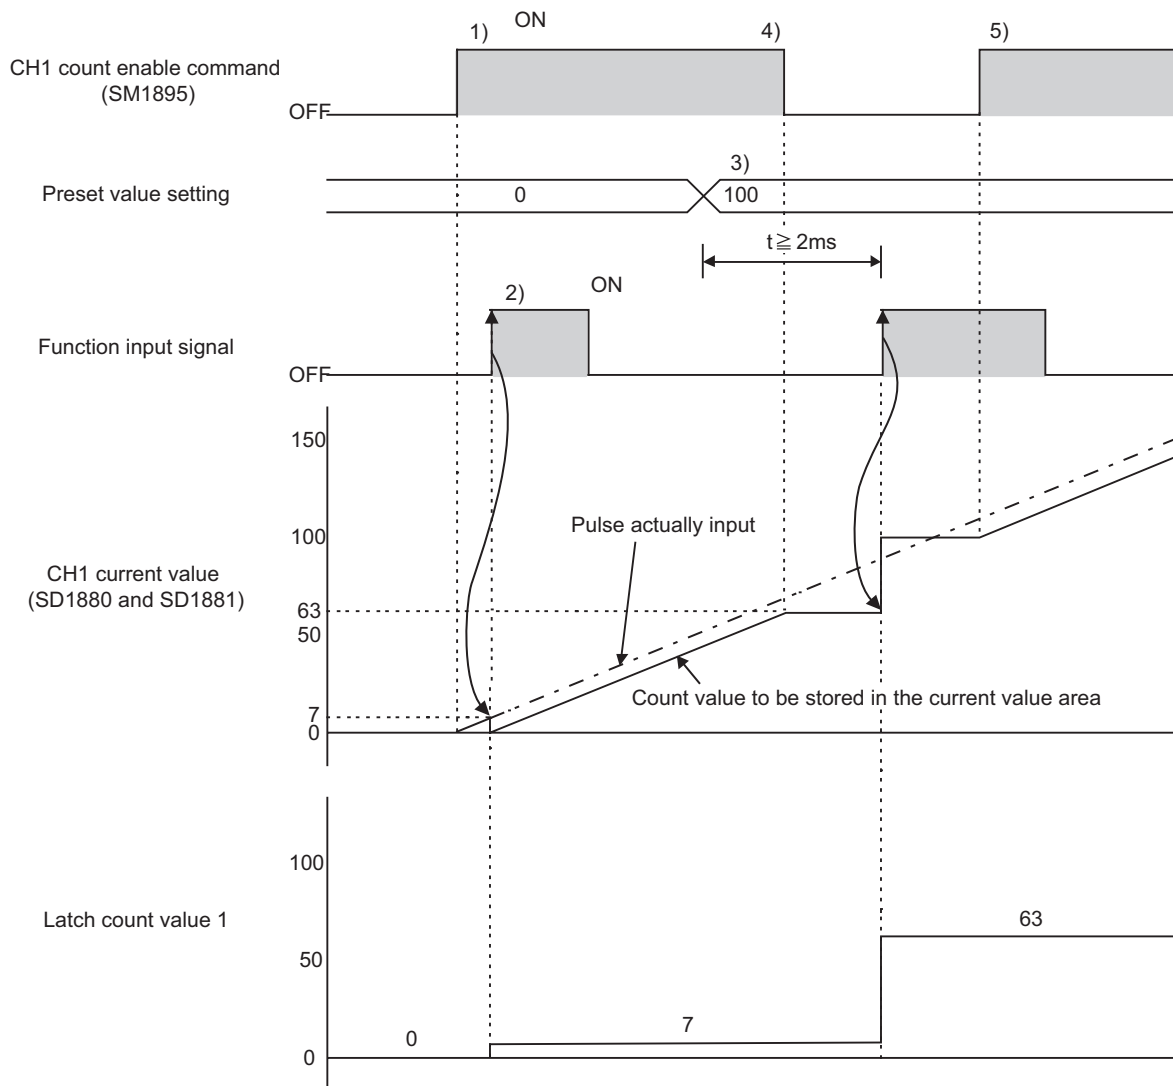 1)
ON
4)
5)
CH1 count enable command
(SM1895)
OFF
3)
Preset value setting
0
100
t≧2ms
2)
ON
Function input signal
OFF
150
Pulse actually input
100
CH1 current value
(SD1880 and SD1881)
63
50
Count value to be stored in the current value area
7
0
100
Latch count value 1
63
50
7
0
0